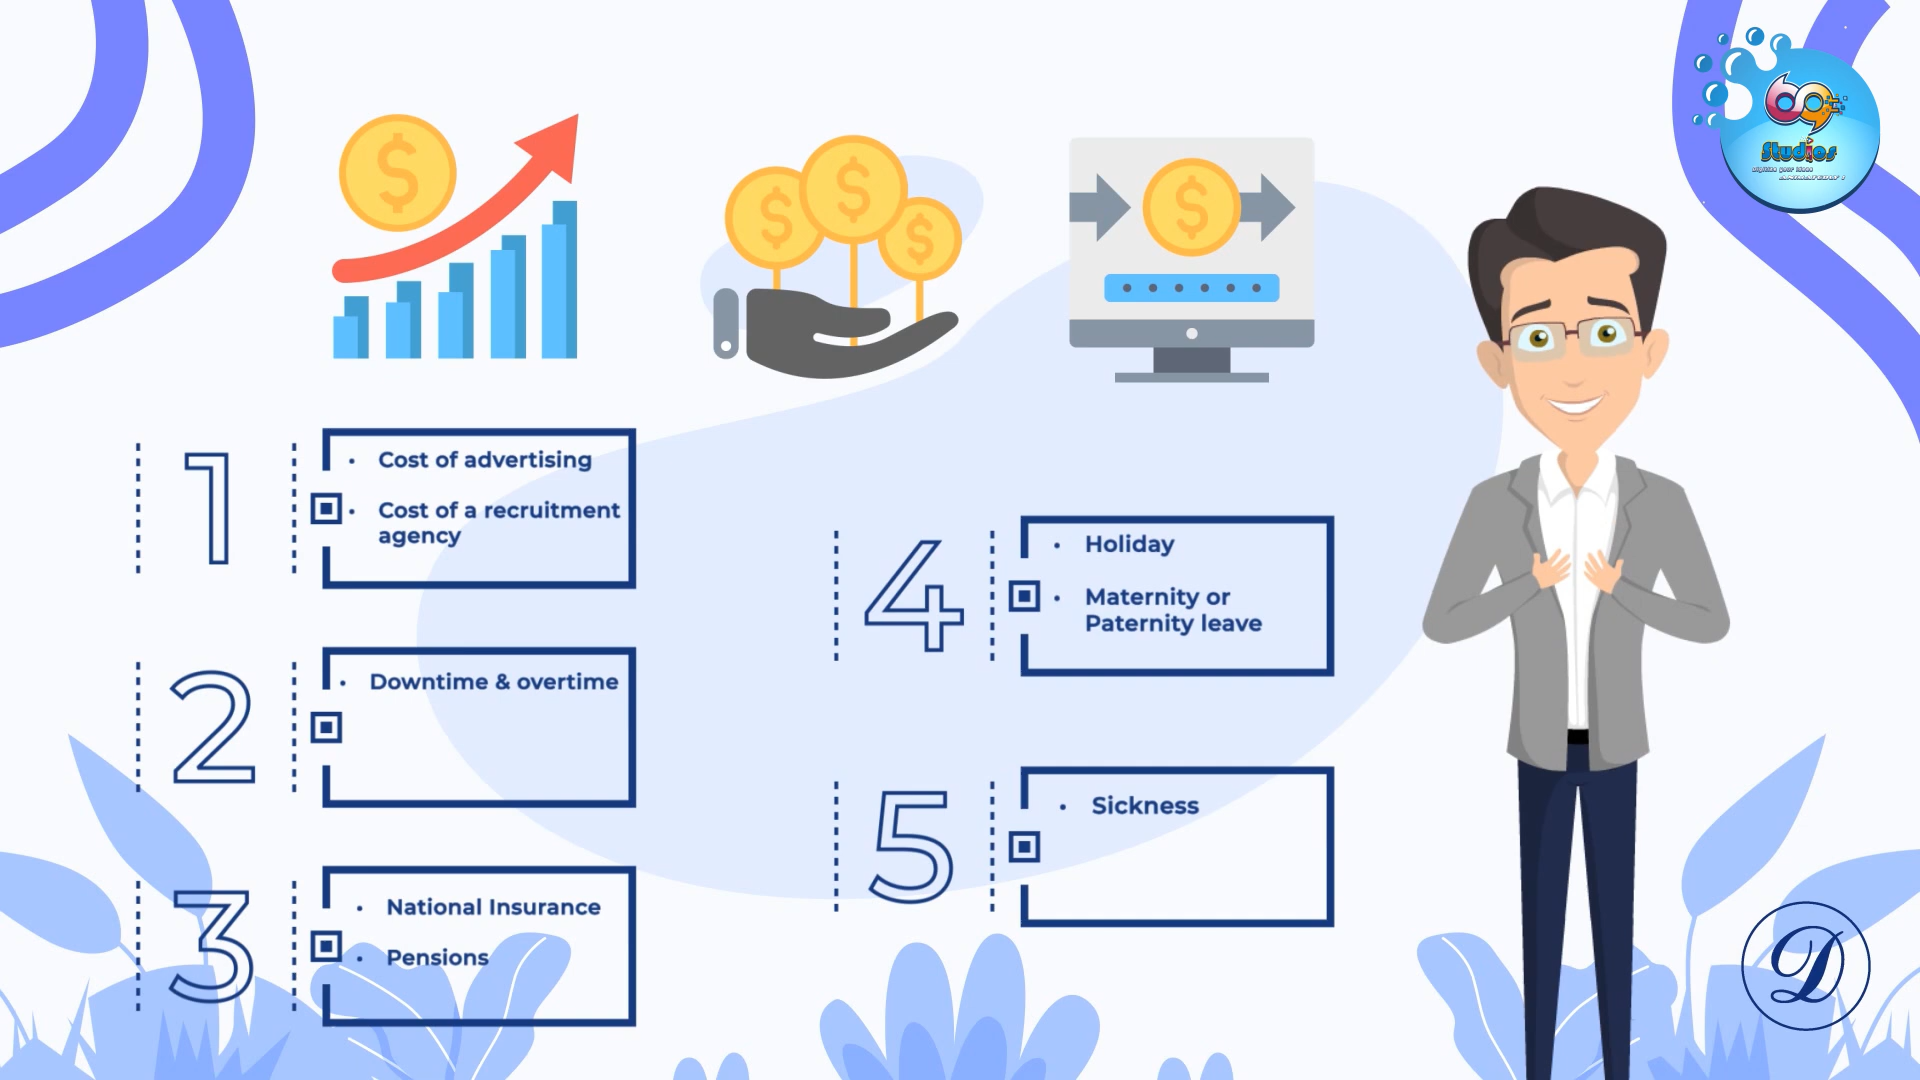 69
Studios
1
• Cost of advertising
• Cost of a recruitment
agency
2
• Downtime & overtime
3
• National Insurance
• Pensions
4
• Holiday
• Maternity or
Paternity leave
5
• Sickness
D